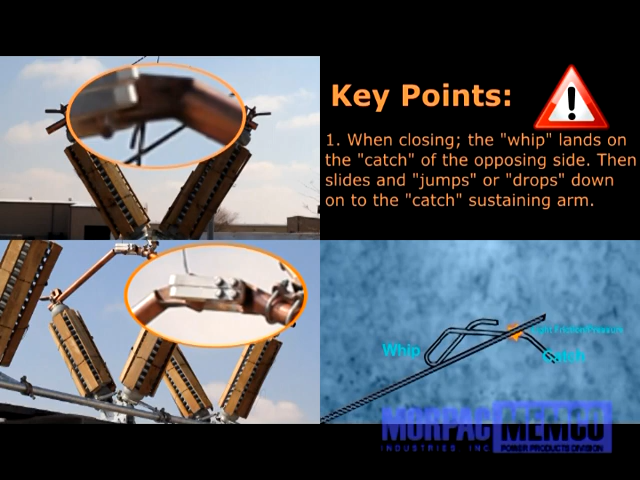 Key Points:
1. When closing; the "whip" lands on
the "catch" of the opposing side. Then
slides and "jumps" or "drops" down
on to the "catch" sustaining arm.
Light Friction/Pressure
Whip
Catch
MORPAC MEMCO
INDUSTRIES INC POWER PRODUCTS DIVISION